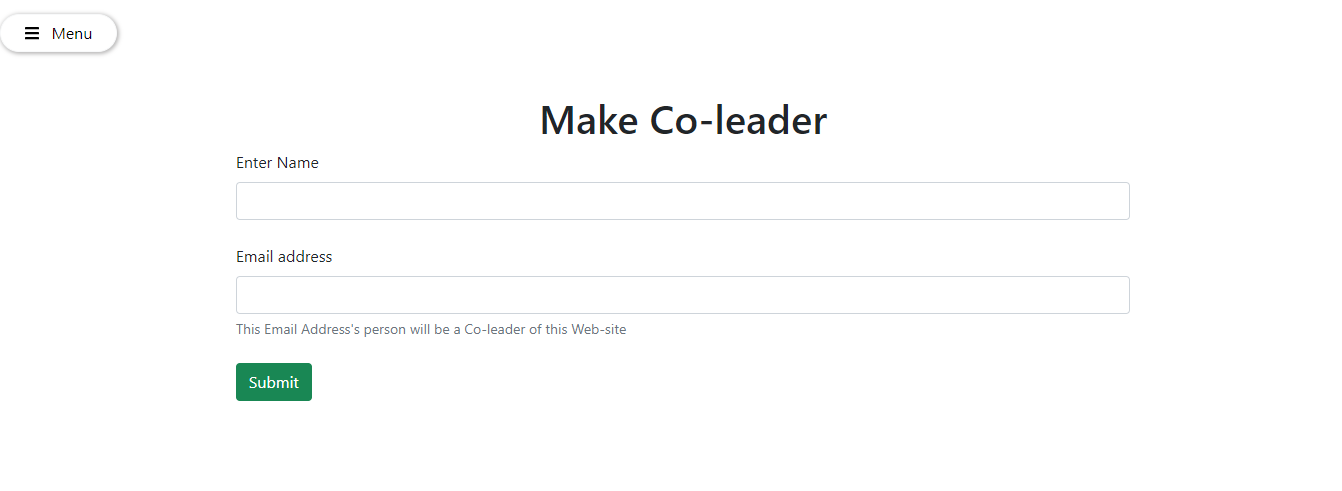 Menu
Make Co-leader
Enter Name
Email address
This Email Address's person will be a Co-leader of this Web-site
Submit